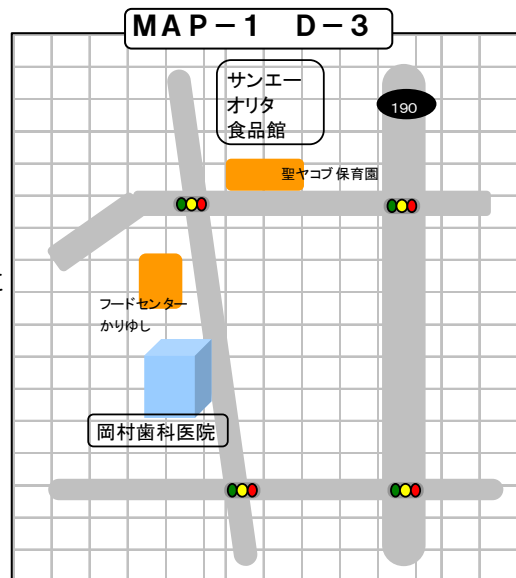 MAP－1　D－3
サンエー
オリタ
食品館
190
聖ヤコブ保育園
フードセンター
かりゆし
岡村歯科医院